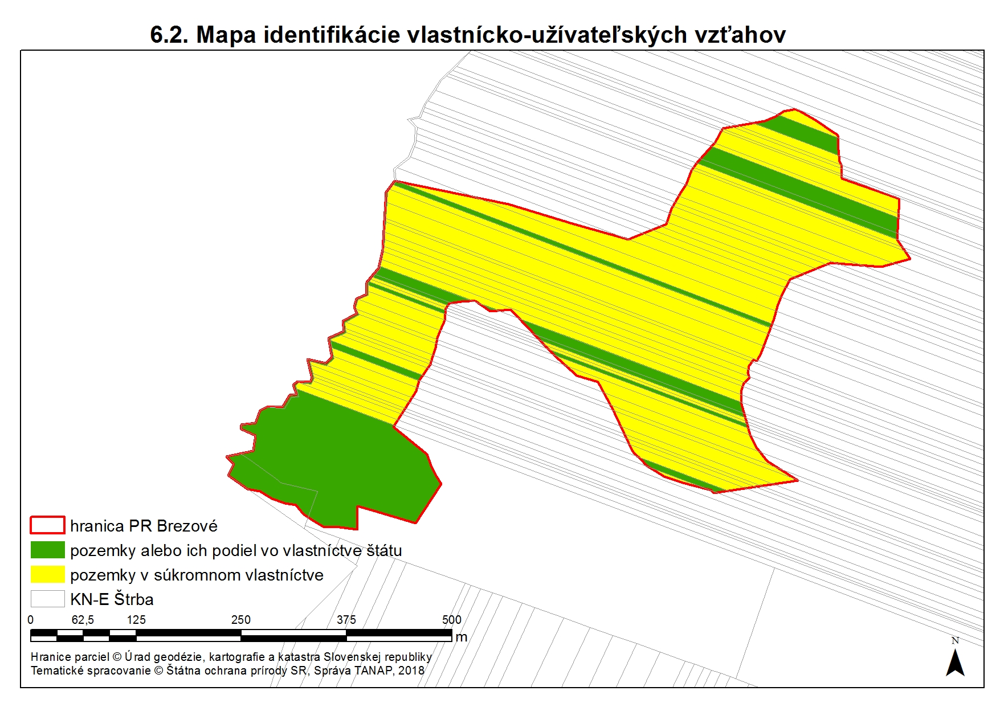 6.2. Mapa identifikácie vlastnícko-užívateľských vzťahov
hranica PR Brezové
pozemky alebo ich podiel vo vlastníctve štátu
pozemky v súkromnom vlastníctve
KN-E Štrba
0 62,5 125 250 375 500
m
Hranice parciel © Úrad geodézie, kartografie a katastra Slovenskej republiky
Tematické spracovanie © Štátna ochrana prírody SR, Správa TANAP, 2018
N